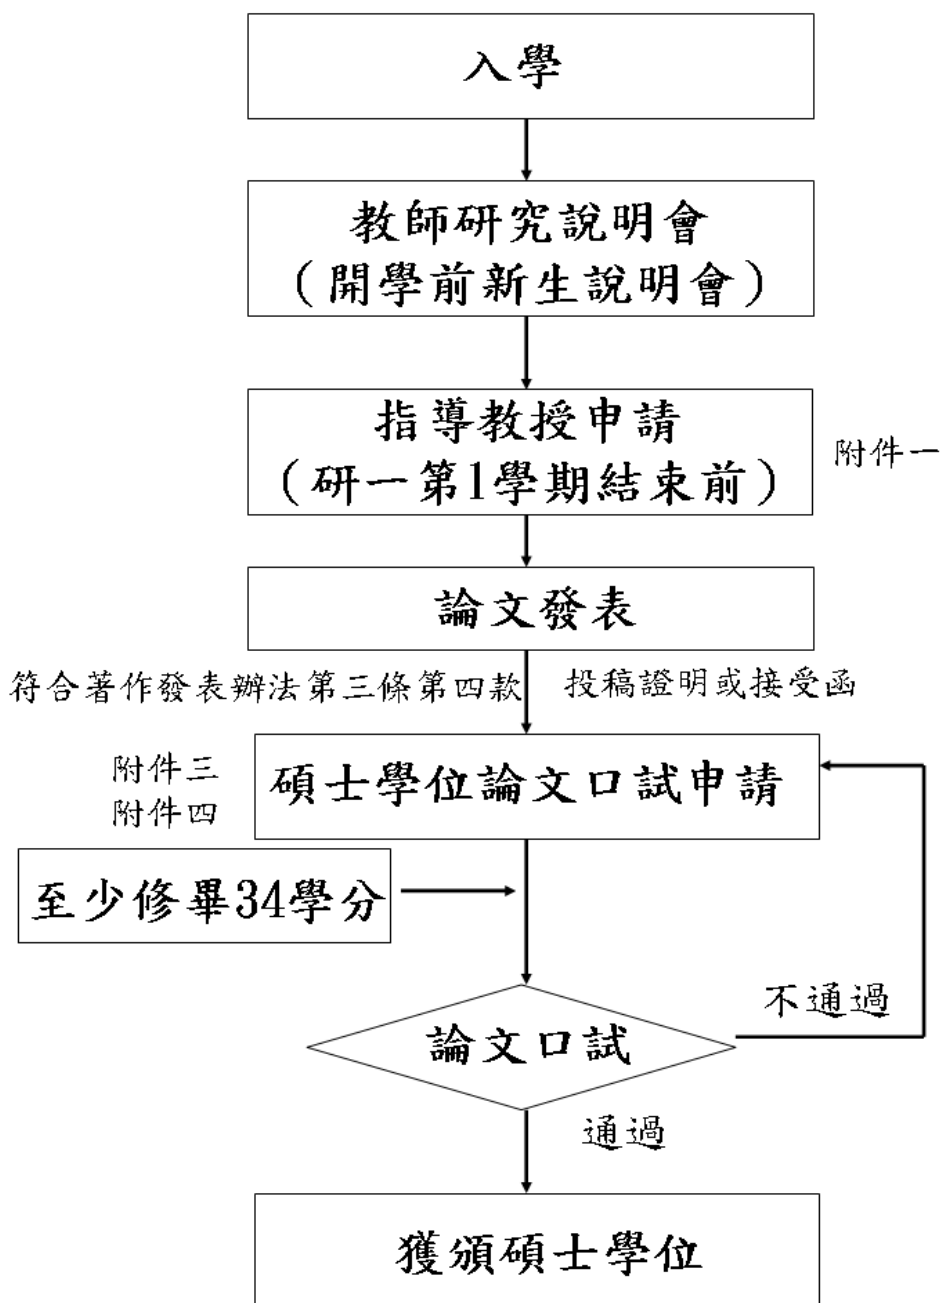 入學
教師研究說明會
（開學前新生說明會）
指導教授申請
（研一第1學期結束前）
附件一
論文發表
符合著作發表辦法第三條第四款
投稿證明或接受函
附件三
附件四
碩士學位論文口試申請
至少修畢34學分
不通過
論文口試
通過
獲頒碩士學位